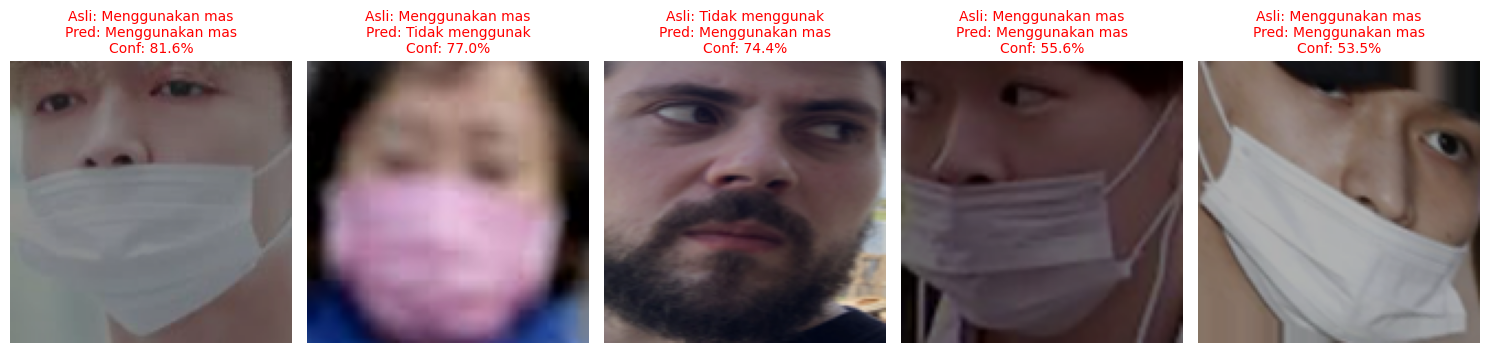 Asli: Menggunakan mas
Pred: Menggunakan mas
Conf: 81.6%
Asli: Menggunakan mas
Pred: Tidak menggunak
Conf: 77.0%
Asli: Tidak menggunak
Pred: Menggunakan mas
Conf: 74.4%
Asli: Menggunakan mas
Pred: Menggunakan mas
Conf: 55.6%
Asli: Menggunakan mas
Pred: Menggunakan mas
Conf: 53.5%